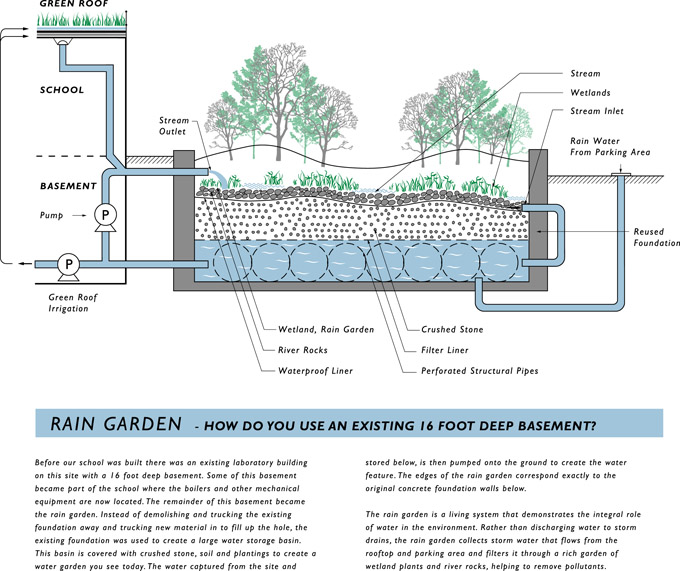 GREEN ROOF
SCHOOL
Stream
Outlet
Stream
Wetlands
Stream Inlet
Rain Water
From Parking Area
BASEMENT
Pump
P
Reused
Foundation
P
Green Roof
Irrigation
Wetland, Rain Garden
River Rocks
Waterproof Liner
Crushed Stone
Filter Liner
Perforated Structural Pipes
RAIN GARDEN - HOW DO YOU USE AN EXISTING 16 FOOT DEEP BASEMENT?
Before our school was built there was an existing laboratory building
on this site with a 16 foot deep basement. Some of this basement
became part of the school where the boilers and other mechanical
equipment are now located. The remainder of this basement became
the rain garden. Instead of demolishing and trucking the existing
foundation away and trucking new material in to fill up the hole, the
existing foundation was used to create a large water storage basin.
This basin is covered with crushed stone, soil and plantings to create a
water garden you see today. The water captured from the site and
stored below, is then pumped onto the ground to create the water
feature. The edges of the rain garden correspond exactly to the
original concrete foundation walls below.
The rain garden is a living system that demonstrates the integral role
of water in the environment. Rather than discharging water to storm
drains, the rain garden collects storm water that flows from the
rooftop and parking area and filters it through a rich garden of
wetland plants and river rocks, helping to remove pollutants.